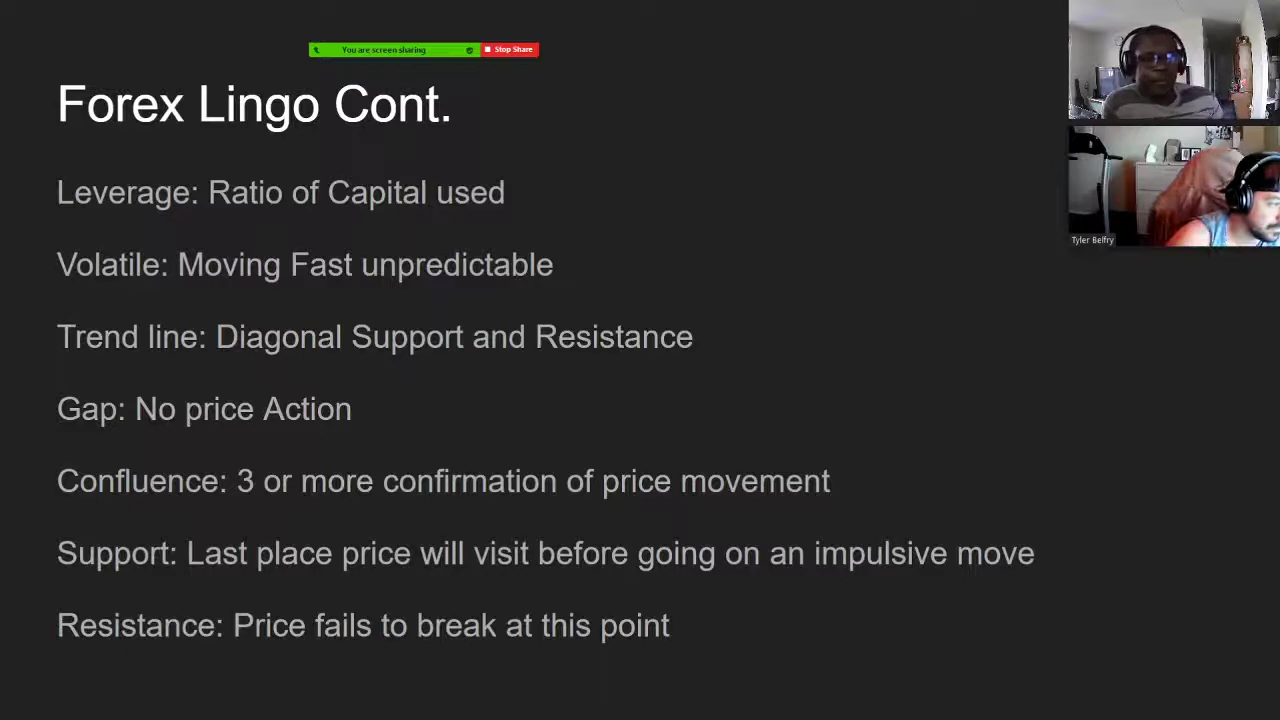 You are screen sharing
Stop Share
Forex Lingo Cont.
Leverage: Ratio of Capital used
Volatile: Moving Fast unpredictable
Trend line: Diagonal Support and Resistance
Gap: No price Action
Confluence: 3 or more confirmation of price movement
Support: Last place price will visit before going on an impulsive move
Resistance: Price fails to break at this point
Tyler Belfry